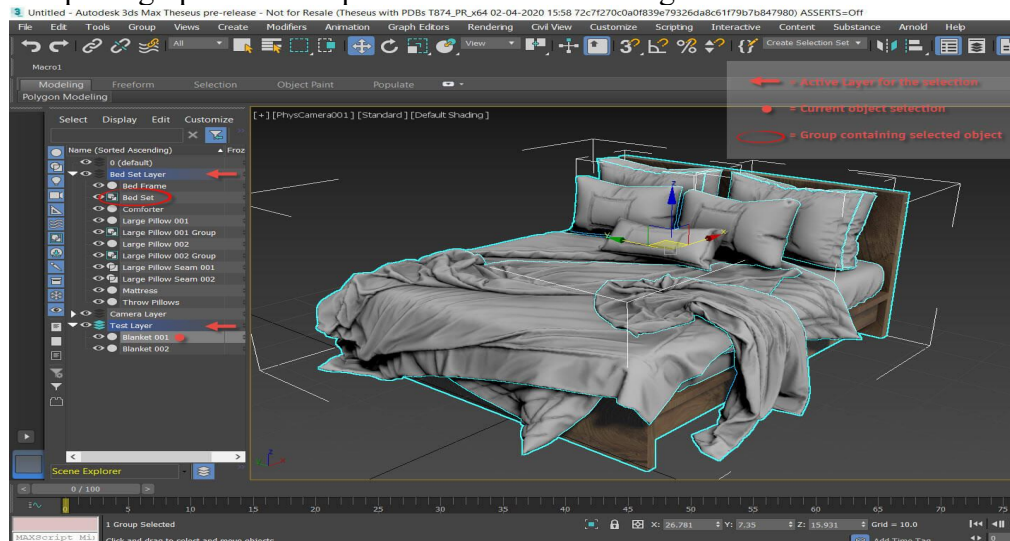 Untitled - Autodesk 3ds Max Theseus pre-release - Not for Resale (Theseus with PDBs T874_PR_x64 02-04-2020 15:58 72c7f270c0a0f839e79326da8c61f79b7b847980) ASSERTS=Off
File Edit Tools Group Views Create Modifiers Animation Graph Editors Rendering Civil View Customize Scripting Interactive Content Substance Arnold Help
All View Create Selection Set
Macro1
Modeling Freeform Selection Object Paint Populate
Polygon Modeling
= Active Layer for the selection
= Current object selection
= Group containing selected object
Select Display Edit Customize
[+] [PhysCamera001] [Standard] [Default Shading]
Name (Sorted Ascending) Froz
0 (default)
Bed Set Layer
Bed Frame
Bed Set
Comforter
Large Pillow 001
Large Pillow 001 Group
Large Pillow 002
Large Pillow 002 Group
Large Pillow Seam 001
Large Pillow Seam 002
Mattress
Throw Pillows
Camera Layer
Test Layer
Blanket 001
Blanket 002
Scene Explorer
0 / 100
0 5 10 15 20 25 30 35 40 45 50 55 60 65 70 75
1 Group Selected X: 26.781 Y: 7.35 Z: 15.931 Grid = 10.0
MAXScript Mi Click and drag to select and move objects Add Time Tag 0